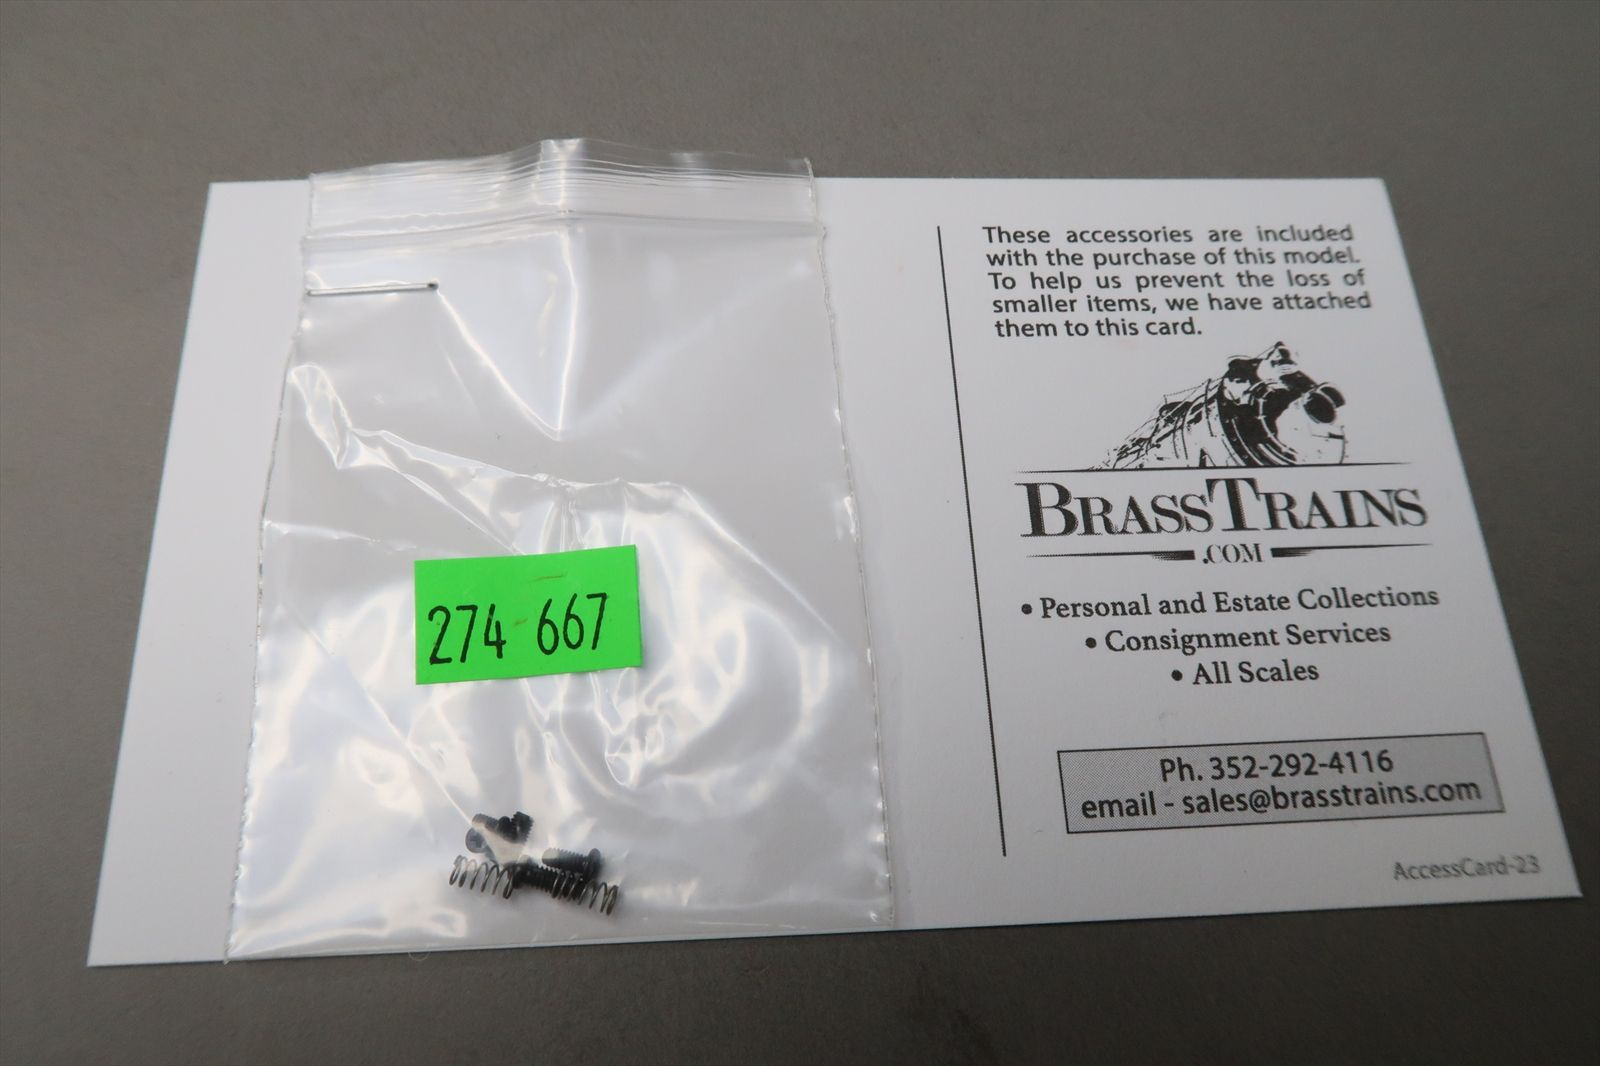 274 667
These accessories are included
with the purchase of this model.
To help us prevent the loss of
smaller items, we have attached
them to this card.
BRASSTRAINS
.COM
• Personal and Estate Collections
• Consignment Services
• All Scales
Ph. 352-292-4116
email - sales@brasstrains.com
AccessCard-23